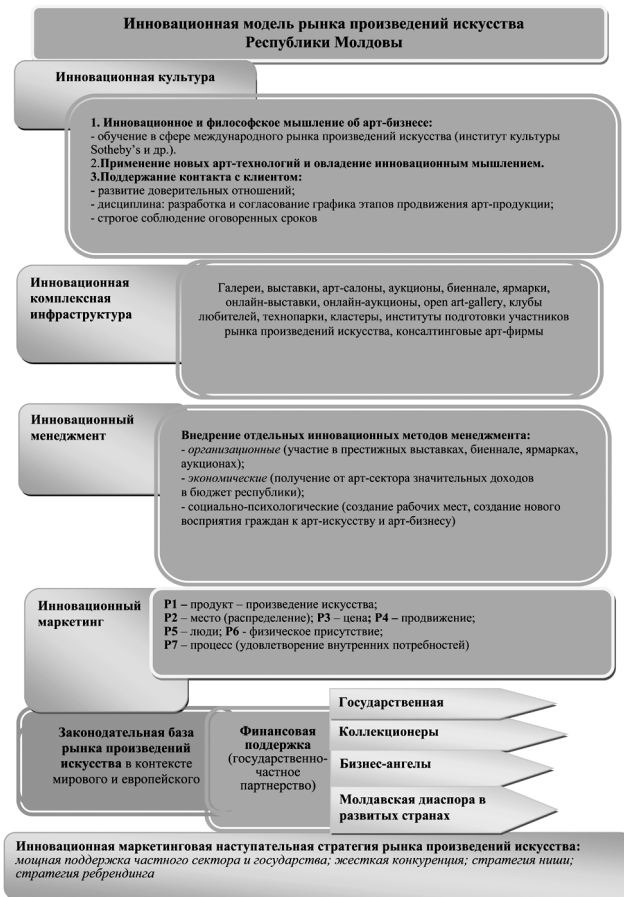 Инновационная модель рынка произведений искусства
Республики Молдовы
Инновационная культура
1. Инновационное и философское мышление об арт-бизнесе:
- обучение в сфере международного рынка произведений искусства (институт культуры
Sotheby's и др.).
2.Применение новых арт-технологий и овладение инновационным мышлением.
3.Поддержание контакта с клиентом:
- развитие доверительных отношений;
- дисциплина: разработка и согласование графика этапов продвижения арт-продукции;
- строгое соблюдение оговоренных сроков
Инновационная
комплексная
инфраструктура
Галереи, выставки, арт-салоны, аукционы, биеннале, ярмарки,
онлайн-выставки, онлайн-аукционы, open art-gallery, клубы
любителей, технопарки, кластеры, институты подготовки участников
рынка произведений искусства, консалтинговые арт-фирмы
Инновационный
менеджмент
Внедрение отдельных инновационных методов менеджмента:
- организационные (участие в престижных выставках, биеннале, ярмарках,
аукционах);
- экономические (получение от арт-сектора значительных доходов
в бюджет республики);
- социально-психологические (создание рабочих мест, создание нового
восприятия граждан к арт-искусству и арт-бизнесу)
Инновационный
маркетинг
P1 – продукт – произведение искусства;
P2 – место (распределение); P3 – цена; P4 – продвижение;
P5 – люди; P6 - физическое присутствие;
P7 – процесс (удовлетворение внутренних потребностей)
Законодательная база
рынка произведений
искусства в контексте
мирового и европейского
Финансовая
поддержка
(государственно-
частное
партнерство)
Государственная
Коллекционеры
Бизнес-ангелы
Молдавская диаспора в
развитых странах
Инновационная маркетинговая наступательная стратегия рынка произведений искусства:
мощная поддержка частного сектора и государства; жесткая конкуренция; стратегия ниши;
стратегия ребрендинга